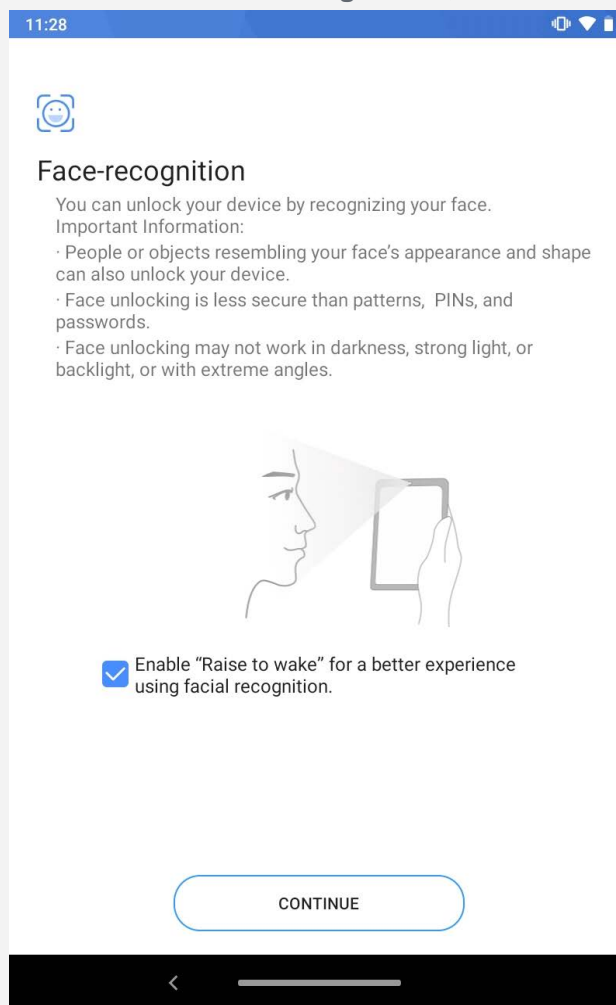 11:28
Face-recognition
You can unlock your device by recognizing your face.
Important Information:
· People or objects resembling your face's appearance and shape
can also unlock your device.
· Face unlocking is less secure than patterns,  PINs, and
passwords.
· Face unlocking may not work in darkness, strong light, or
backlight, or with extreme angles.
Enable “Raise to wake” for a better experience
using facial recognition.
CONTINUE